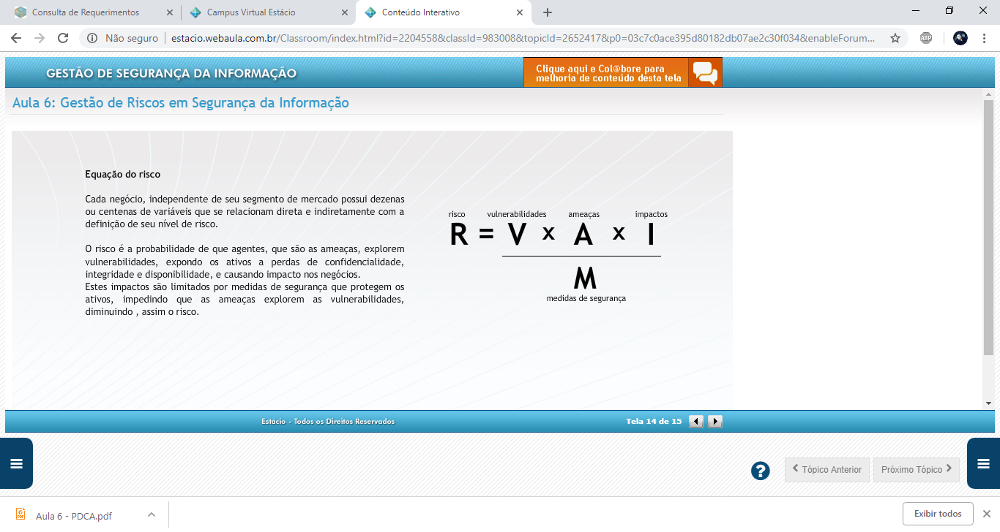 Consulta de Requerimentos
Campus Virtual Estácio
Conteúdo Interativo
Não seguro
estacio.webaula.com.br/Classroom/index.html?id=2204558&classId=983008&topicId=2652417&p0=03c7c0ace395d80182db07ae2c30f034&enableForum...
ABP
GESTÃO DE SEGURANÇA DA INFORMAÇÃO
Clique aqui e Col@bore para
melhoria de conteúdo desta tela
Aula 6: Gestão de Riscos em Segurança da Informação
Equação do risco
Cada negócio, independente de seu segmento de mercado possui dezenas
ou centenas de variáveis que se relacionam direta e indiretamente com a
definição de seu nível de risco.
O risco é a probabilidade de que agentes, que são as ameaças, explorem
vulnerabilidades, expondo os ativos a perdas de confidencialidade,
integridade e disponibilidade, e causando impacto nos negócios.
Estes impactos são limitados por medidas de segurança que protegem os
ativos, impedindo que as ameaças explorem as vulnerabilidades,
diminuindo , assim o risco.
risco vulnerabilidades ameaças impactos
R = V x A x I
M
medidas de segurança
Estácio - Todos os Direitos Reservados
Tela 14 de 15
?
Tópico Anterior
Próximo Tópico
Aula 6 - PDCA.pdf
Exibir todos